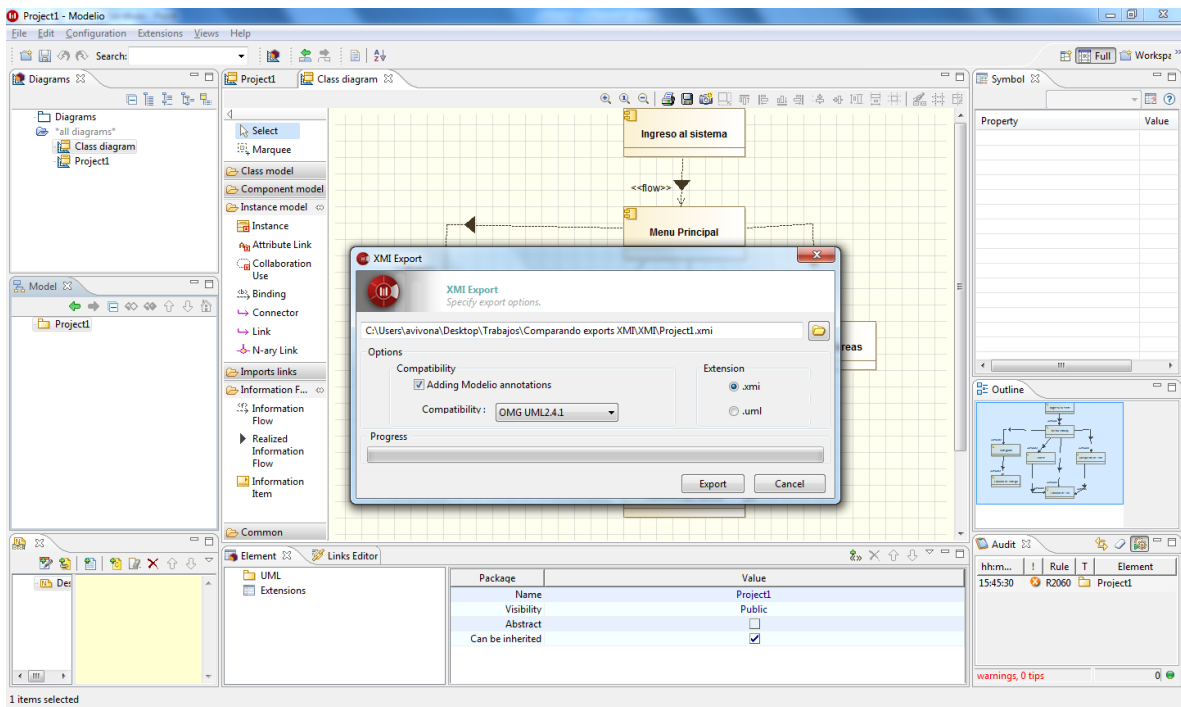 Project1 - Modelio
File Edit Configuration Extensions Views Help
Search:
Full
Workspa
Diagrams
Diagrams
"all diagrams"
Class diagram
Project1
Model
Project1
Project1
Class diagram
Select
Marquee
Class model
Component model
Instance model
Instance
Attribute Link
Collaboration
Use
Binding
Connector
Link
N-ary Link
Imports links
Information F...
Information
Flow
Realized
Information
Flow
Information
Item
Common
Ingreso al sistema
<<flow>>
Menu Principal
reas
XMI Export
XMI Export
Specify export options.
C:\Users\avivona\Desktop\Trabajos\Comparando exports XMI\XMI\Project1.xmi
Options
Compatibility
Adding Modelio annotations
Compatibility :
OMG UML2.4.1
Extension
.xmi
.uml
Progress
Export
Cancel
Symbol
Property
Value
Outline
Audit
hh:m...
!
Rule
T
Element
15:45:30
R2060
Project1
warnings, 0 tips
0
Des
Element
Links Editor
UML
Extensions
Package
Value
Name
Project1
Visibility
Public
Abstract
Can be inherited
1 items selected